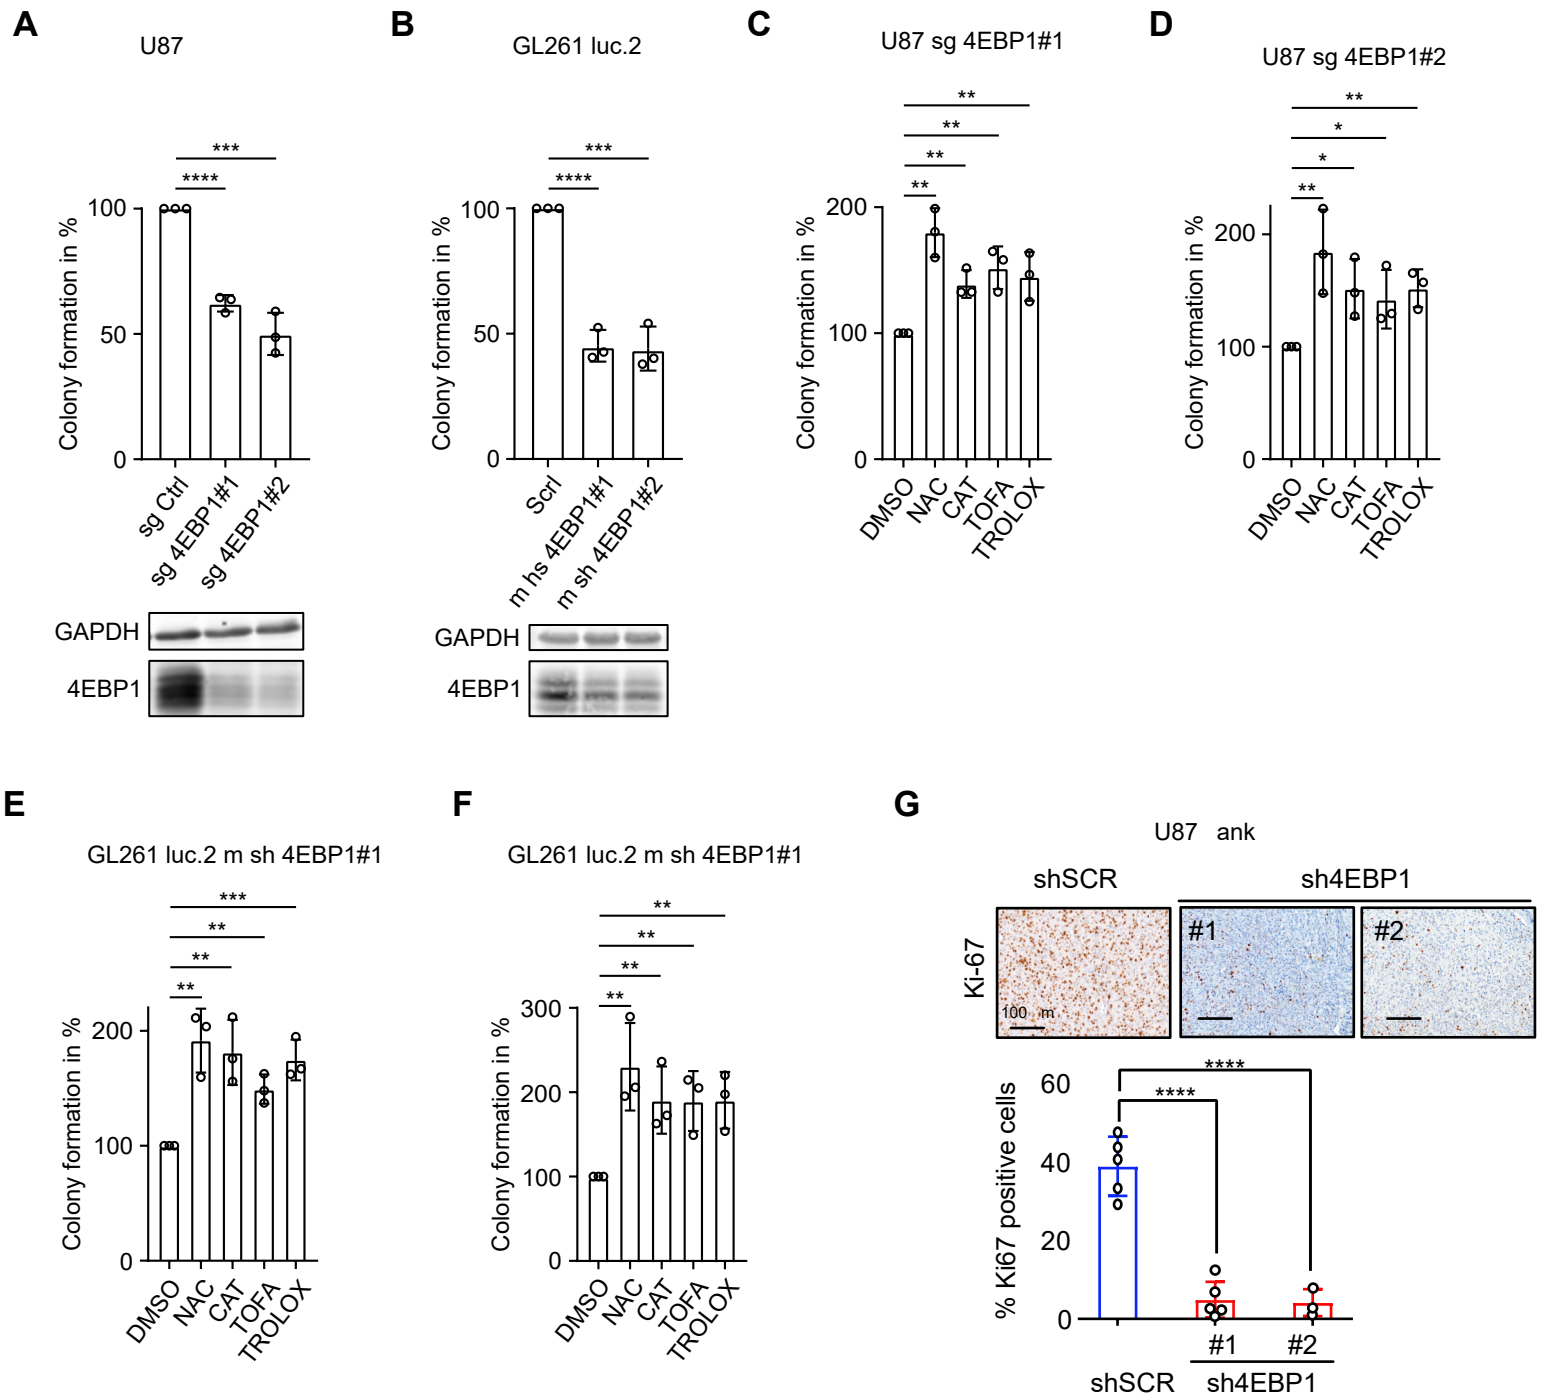 A
U87
***
****
Colony formation in %
100
50
0
sg Ctrl
sg 4EBP1#1
sg 4EBP1#2
GAPDH
4EBP1
B
GL261 luc.2
***
****
Colony formation in %
100
50
0
Scrl
m hs 4EBP1#1
m sh 4EBP1#2
GAPDH
4EBP1
C
U87 sg 4EBP1#1
**
**
**
**
Colony formation in %
200
100
0
DMSO
NAC
CAT
TOFA
TROLOX
D
U87 sg 4EBP1#2
**
*
*
**
Colony formation in %
200
100
0
DMSO
NAC
CAT
TOFA
TROLOX
E
GL261 luc.2 m sh 4EBP1#1
***
**
**
**
Colony formation in %
200
100
0
DMSO
NAC
CAT
TOFA
TROLOX
F
GL261 luc.2 m sh 4EBP1#1
**
**
**
**
Colony formation in %
300
200
100
0
DMSO
NAC
CAT
TOFA
TROLOX
G
U87 ank
shSCR
sh4EBP1
Ki-67
100 m
#1
#2
****
****
% Ki67 positive cells
60
40
20
0
#1
#2
shSCR
sh4EBP1